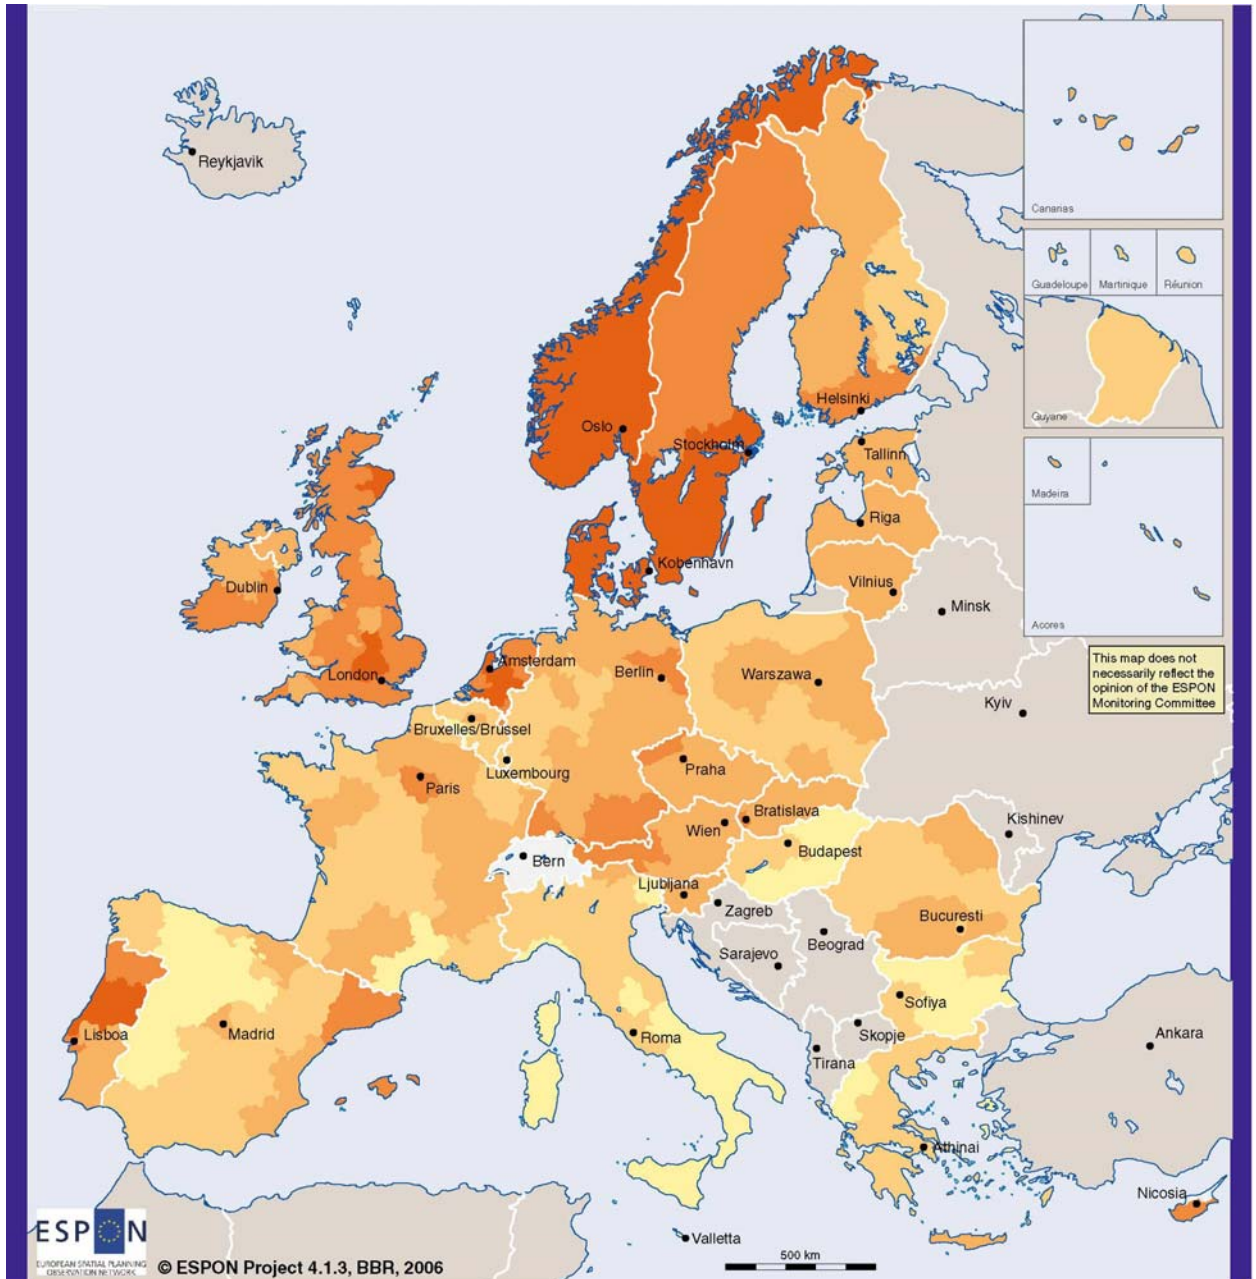 Reykjavik
Canarias
Guadeloupe
Martinique
Réunion
Guyane
Madeira
Acores
Helsinki
Oslo
Stockholm
Tallinn
Riga
Dublin
Kobenhavn
Vilnius
Minsk
London
Amsterdam
Berlin
Warszawa
This map does not
necessarily reflect the
opinion of the ESPON
Monitoring Committee
Kyiv
Bruxelles/Brüssel
Luxembourg
Praha
Paris
Bratislava
Wien
Kishinev
Bern
Budapest
Ljubljana
Zagreb
Bucuresti
Beograd
Sarajevo
Sofiya
Lisboa
Madrid
Roma
Skopje
Tirana
Ankara
Athinai
Nicosia
Valletta
ESPON
EUROPEAN SPATIAL PLANNING
OBSERVATION NETWORK
© ESPON Project 4.1.3, BBR, 2006
500 km